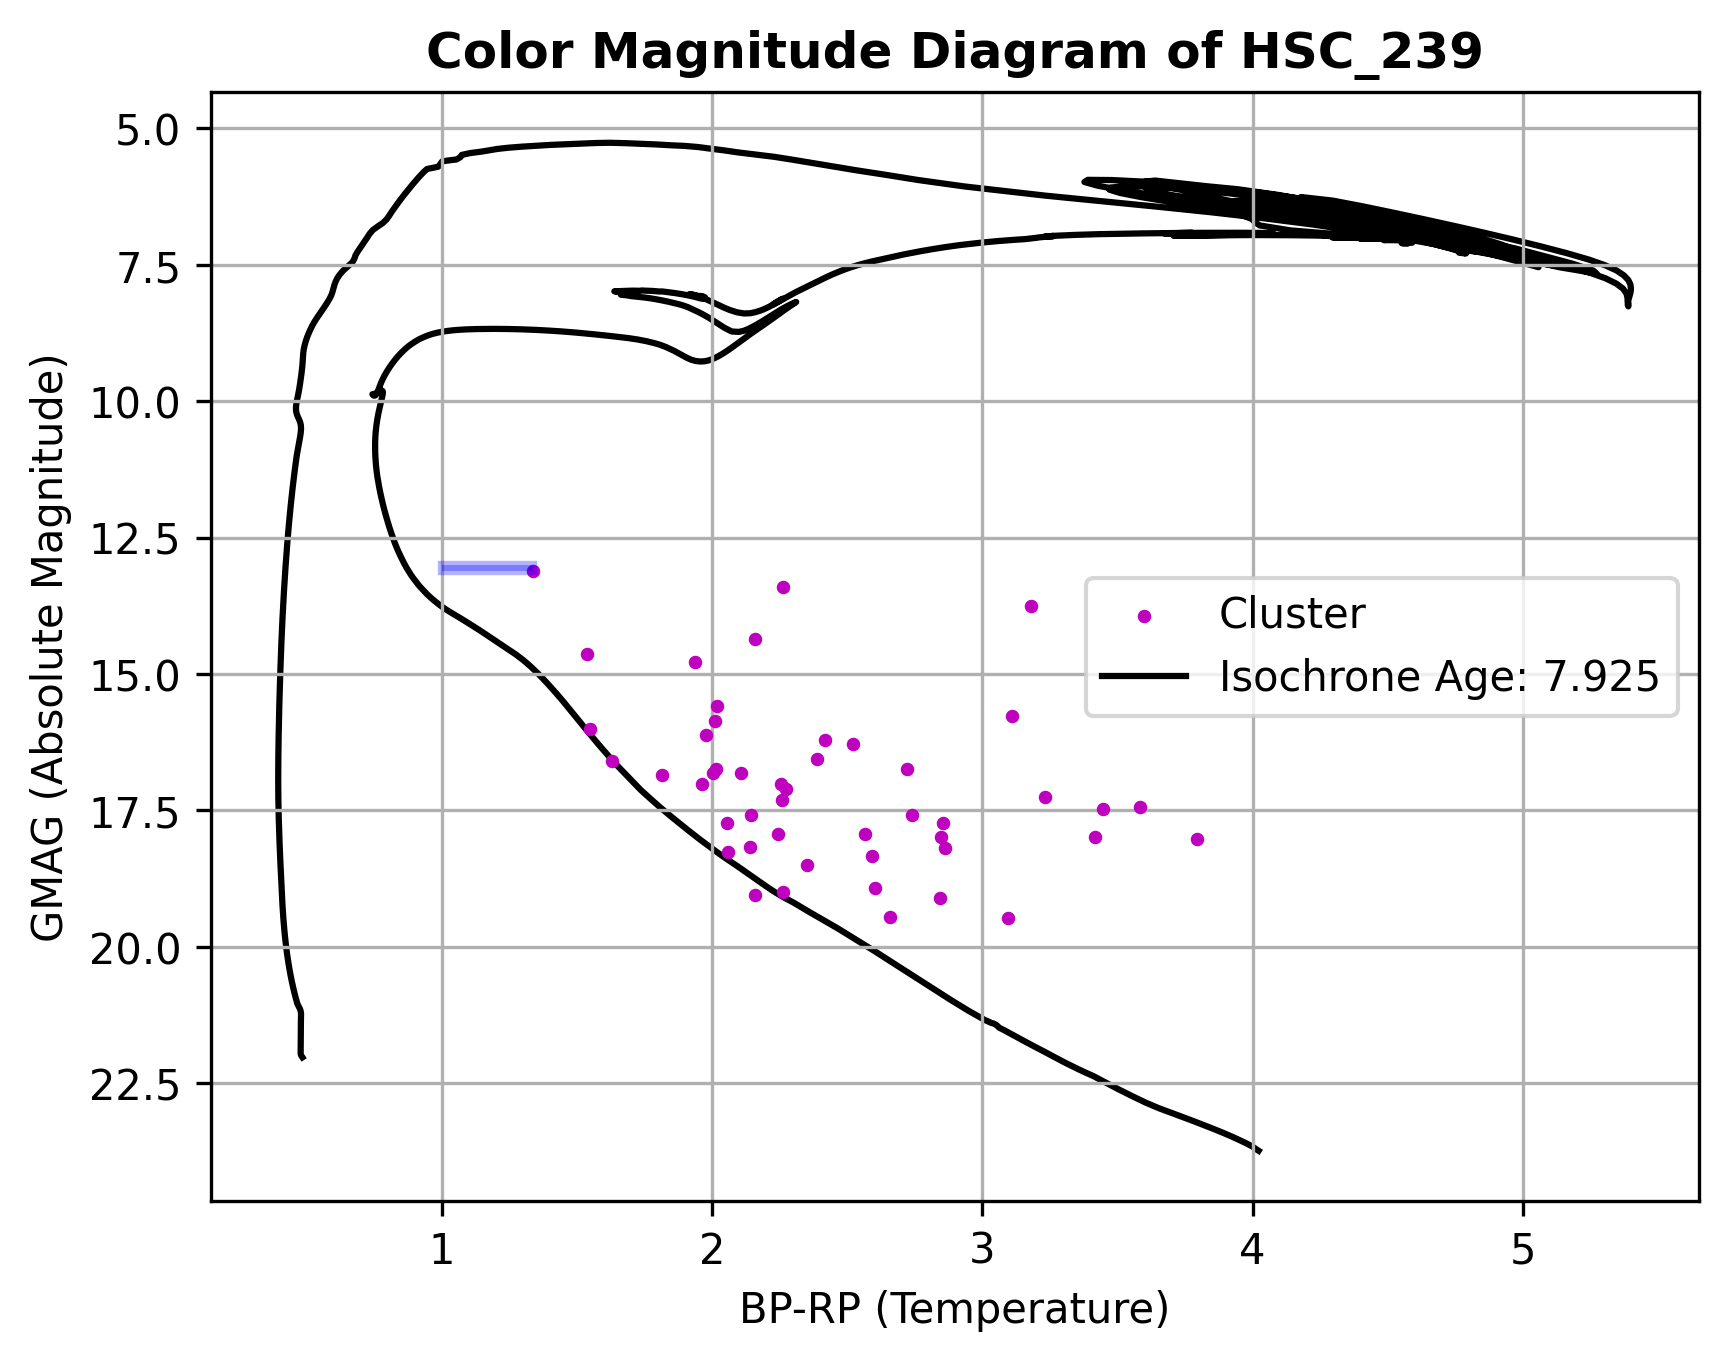 Color Magnitude Diagram of HSC_239
5.0
7.5
10.0
12.5
15.0
17.5
20.0
22.5
GMAG (Absolute Magnitude)
Cluster
Isochrone Age: 7.925
1 2 3 4 5
BP-RP (Temperature)